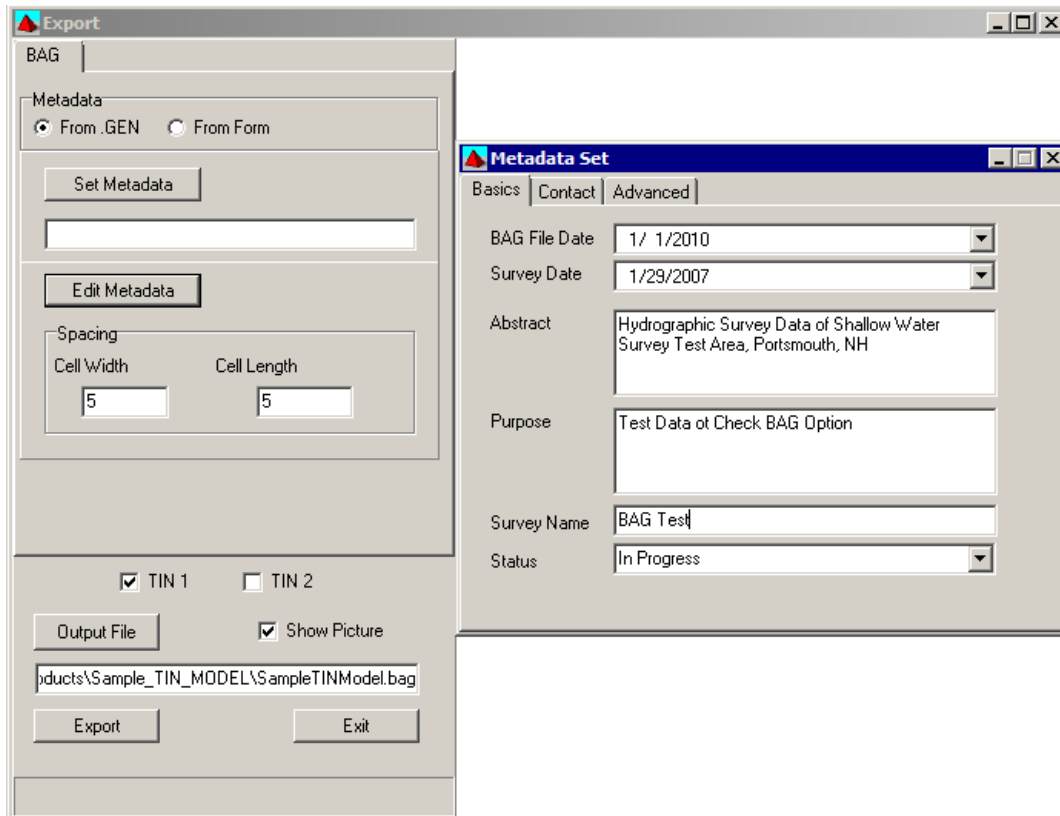 Export
BAG
Metadata
From .GEN
From Form
Set Metadata
Edit Metadata
Spacing
Cell Width
Cell Length
5
5
TIN 1
TIN 2
Output File
Show Picture
ducts\Sample_TIN_MODEL\SampleTINModel.bag
Export
Exit
Metadata Set
Basics
Contact
Advanced
BAG File Date
1/ 1/2010
Survey Date
1/29/2007
Abstract
Hydrographic Survey Data of Shallow Water
Survey Test Area, Portsmouth, NH
Purpose
Test Data ot Check BAG Option
Survey Name
BAG Test
Status
In Progress